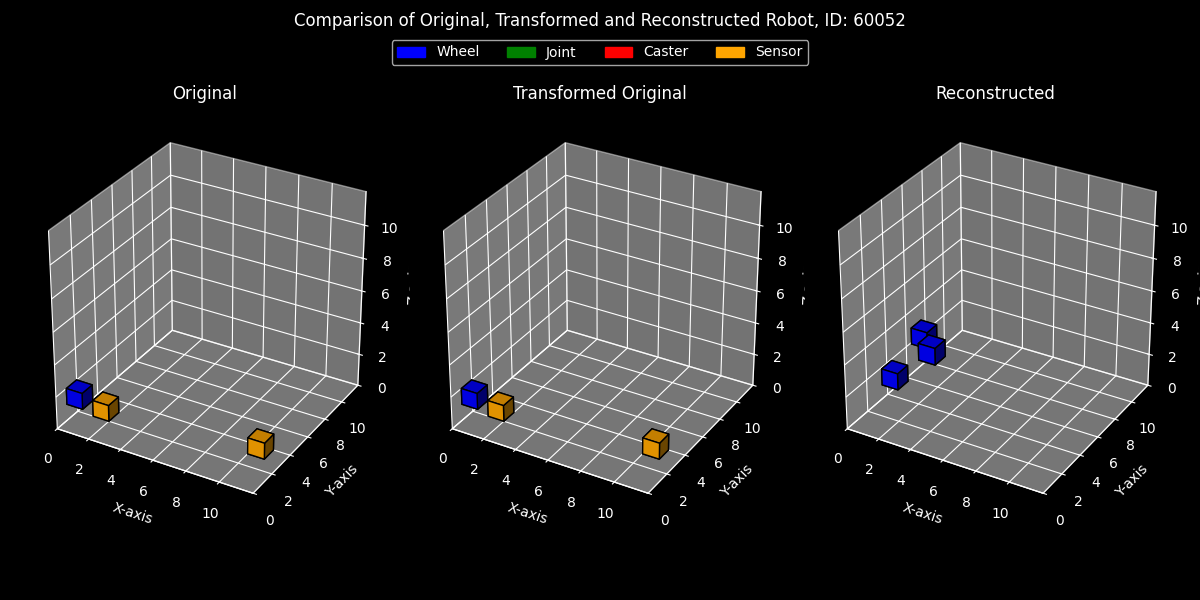 Comparison of Original, Transformed and Reconstructed Robot, ID: 60052
Wheel Joint Caster Sensor
Original Transformed Original Reconstructed
10 8 6 4 2 0
0 2 4 6 8 10
X-axis
0 2 4 6 8 10
Y-axis
10 8 6 4 2 0
0 2 4 6 8 10
X-axis
0 2 4 6 8 10
Y-axis
10 8 6 4 2 0
0 2 4 6 8 10
X-axis
0 2 4 6 8 10
Y-axis